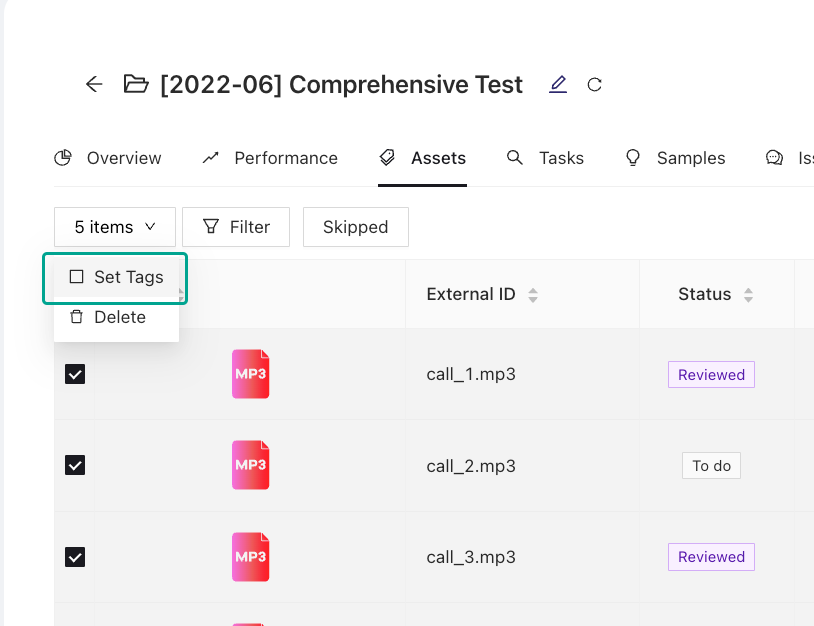 [2022-06] Comprehensive Test
Overview Performance Assets Tasks Samples Iss
5 items Filter Skipped
Set Tags
Delete
External ID Status
MP3 call_1.mp3 Reviewed
MP3 call_2.mp3 To do
MP3 call_3.mp3 Reviewed